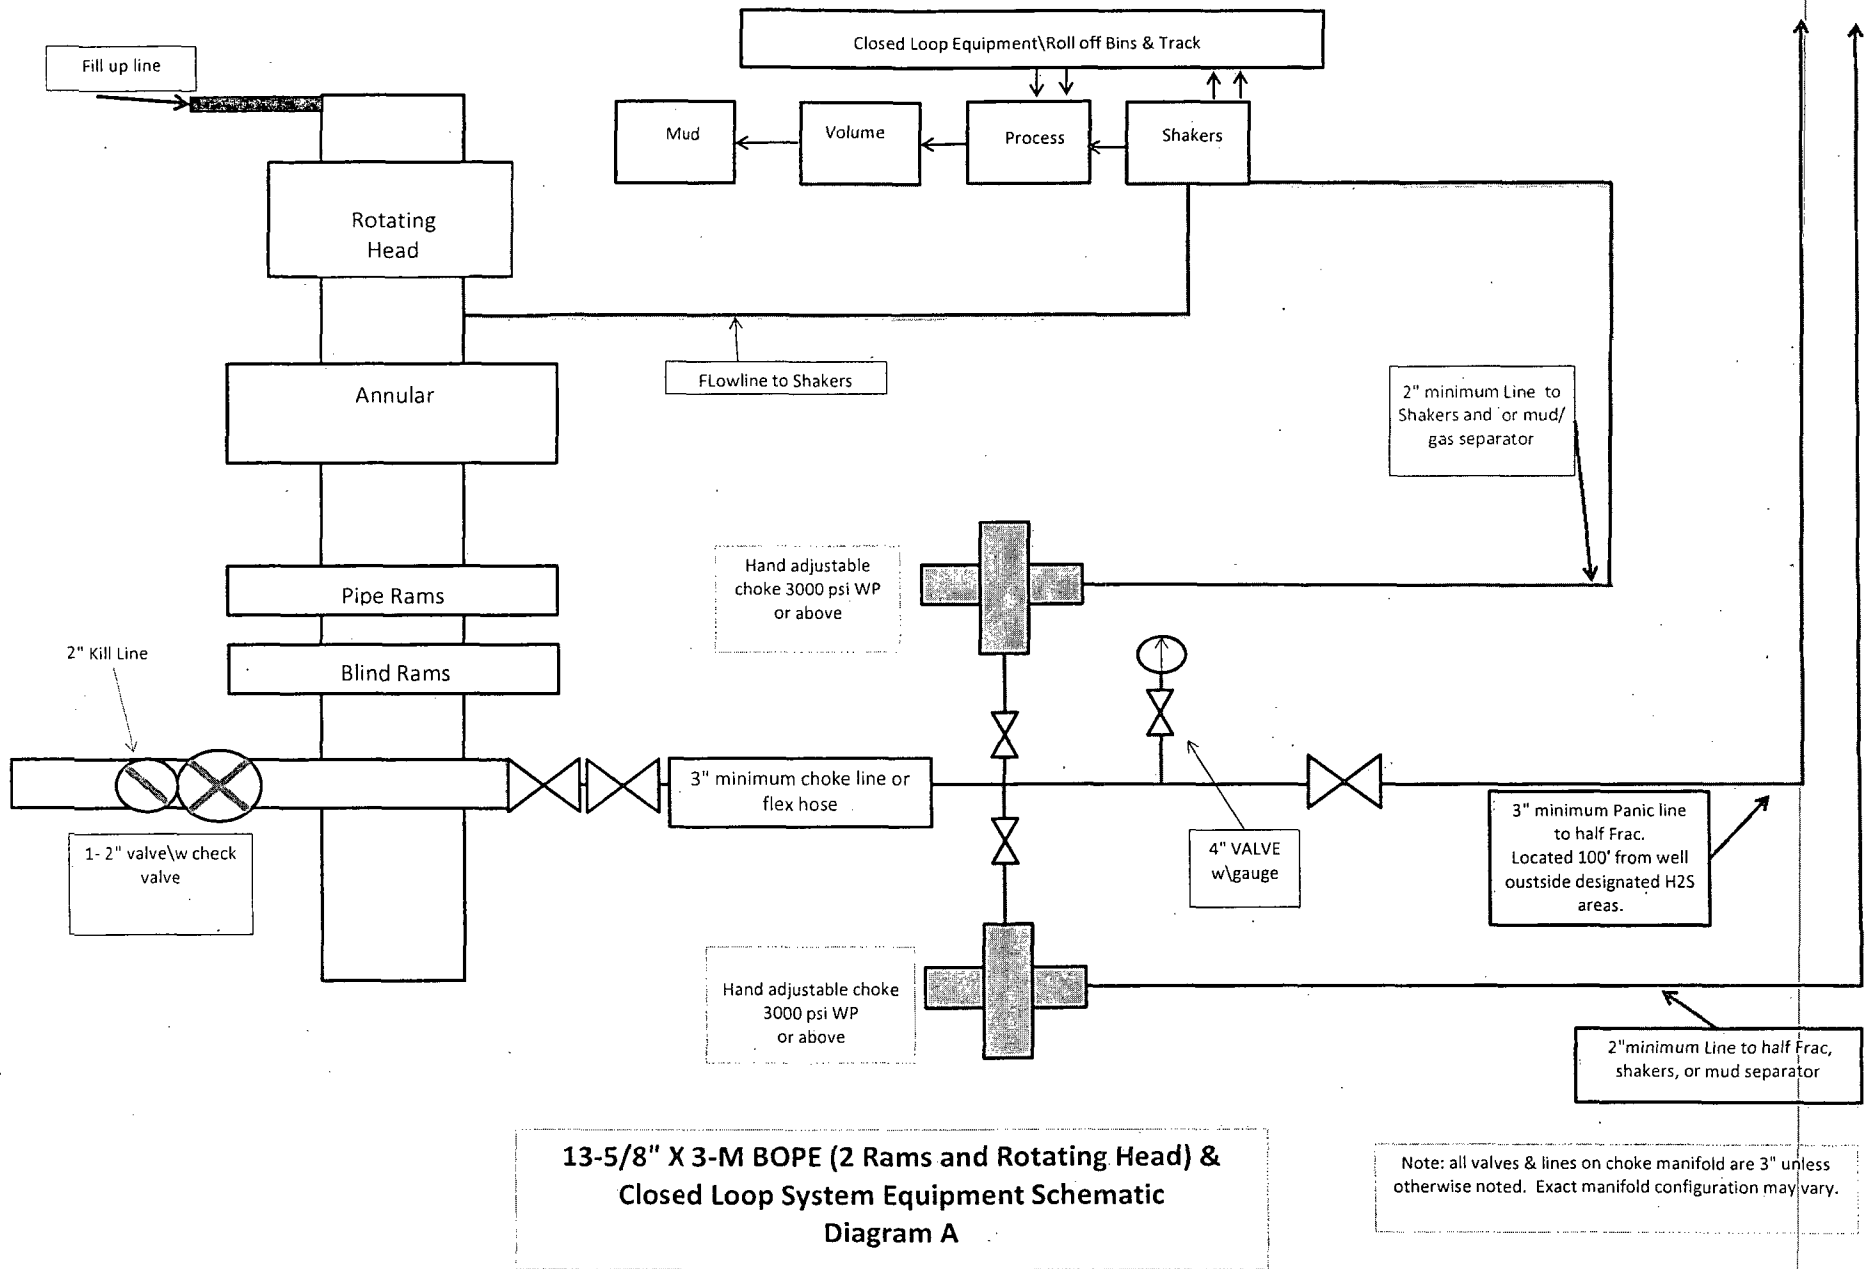 Closed Loop Equipment\Roll off Bins & Track
Fill up line
Mud
Volume
Process
Shakers
Rotating
Head
FLowline to Shakers
Annular
2" minimum Line to
Shakers and or mud/
gas separator
Hand adjustable
choke 3000 psi WP
or above
Pipe Rams
2" Kill Line
Blind Rams
3" minimum choke line or
flex hose
1- 2" valve\w check
valve
4" VALVE
w\gauge
3" minimum Panic line
to half Frac.
Located 100' from well
oustside designated H2S
areas.
Hand adjustable choke
3000 psi WP
or above
2"minimum Line to half Frac,
shakers, or mud separator
13-5/8" X 3-M BOPE (2 Rams and Rotating Head) &
Closed Loop System Equipment Schematic
Diagram A
Note: all valves & lines on choke manifold are 3" unless
otherwise noted. Exact manifold configuration may vary.